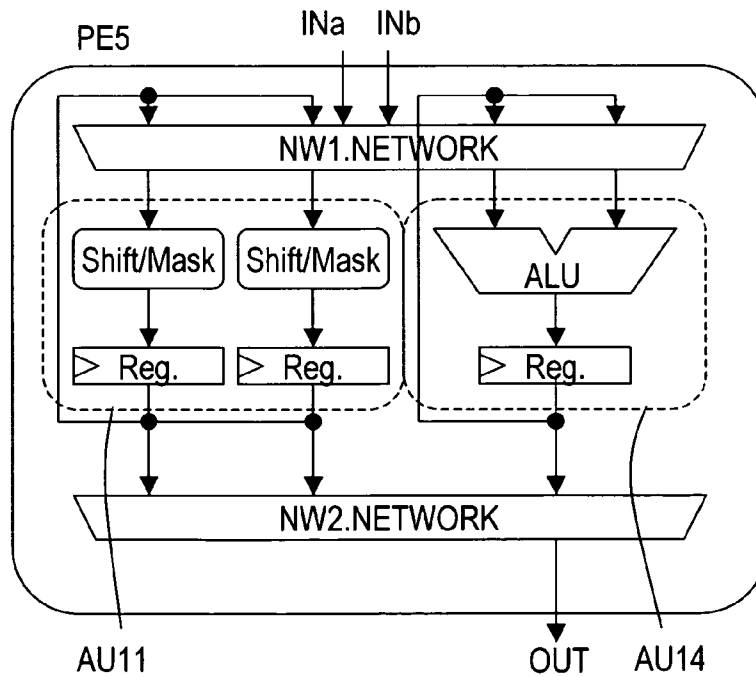 PE5
INa INb
NW1.NETWORK
Shift/Mask Shift/Mask
ALU
Reg. Reg. Reg.
NW2.NETWORK
AU11 OUT AU14